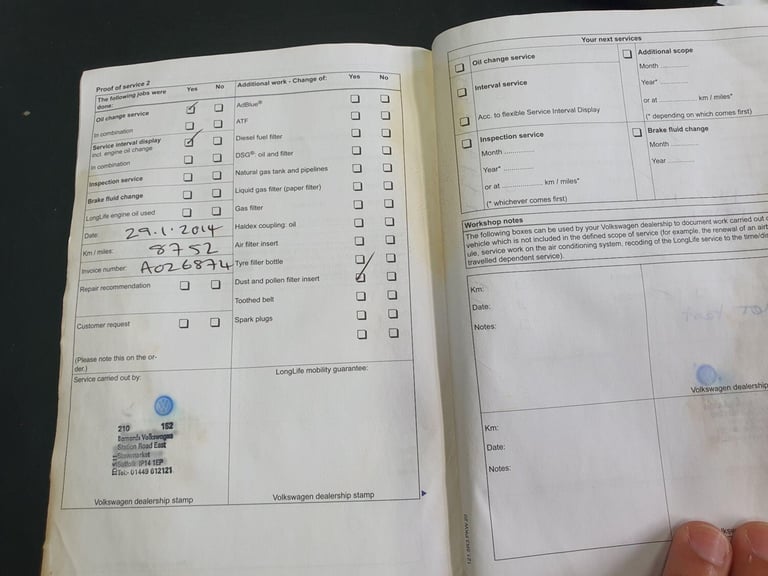 Proof of service 2
The following jobs were done:
Yes
No
Oil change service
In combination
Service interval display
incl. engine oil change
In combination
Inspection service
Brake fluid change
LongLife engine oil used
Date: 29.1.2014
Km / miles: 8752
Invoice number: A026874
Repair recommendation
Customer request
(Please note this on the or-
der.)
Additional work - Change of:
Yes
No
AdBlue®
ATF
Diesel fuel filter
DSG®: oil and filter
Natural gas tank and pipelines
Liquid gas filter (paper filter)
Gas filter
Haldex coupling: oil
Air filter insert
Tyre filler bottle
Dust and pollen filter insert
Toothed belt
Spark plugs
Service carried out by:
210 162
Barnards Volkswagen
Station Road East
Stowmarket
Suffolk IP14 1EP
Tel:- 01449 612121
Volkswagen dealership stamp
LongLife mobility guarantee:
Volkswagen dealership stamp
Your next services
Oil change service
Interval service
Acc. to flexible Service Interval Display
Inspection service
Month
Year*
or at km / miles*
(* whichever comes first)
Additional scope
Month
Year*
or at km / miles*
(* depending on which comes first)
Brake fluid change
Month
Year
Workshop notes
The following boxes can be used by your Volkswagen dealership to document work carried out o
vehicle which is not included in the defined scope of service (for example, the renewal of an airb
ule, service work on the air conditioning system, recoding of the LongLife service to the time/di
travelled dependent service).
Km:
Date:
Notes:
Volkswagen dealership
Km:
Date:
Notes: